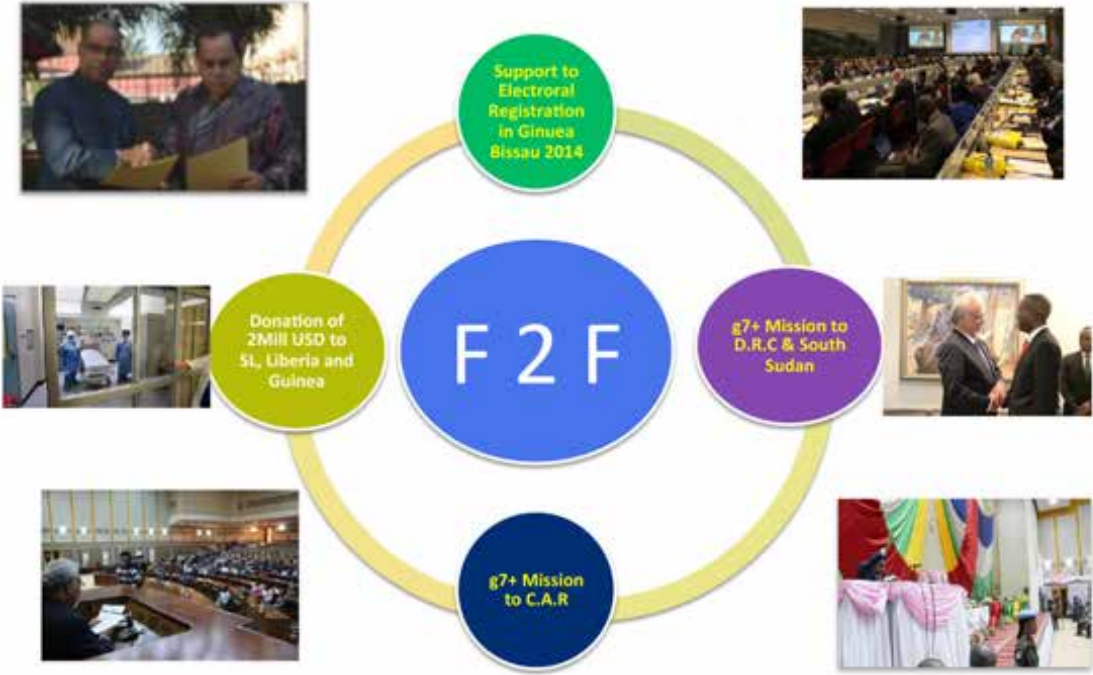 Support to
Electroral
Registration
in Ginuea
Bissau 2014
Donation of
2Mill USD to
SL, Liberia and
Guinea
F 2 F
g7+ Mission to
D.R.C & South
Sudan
g7+ Mission
to C.A.R